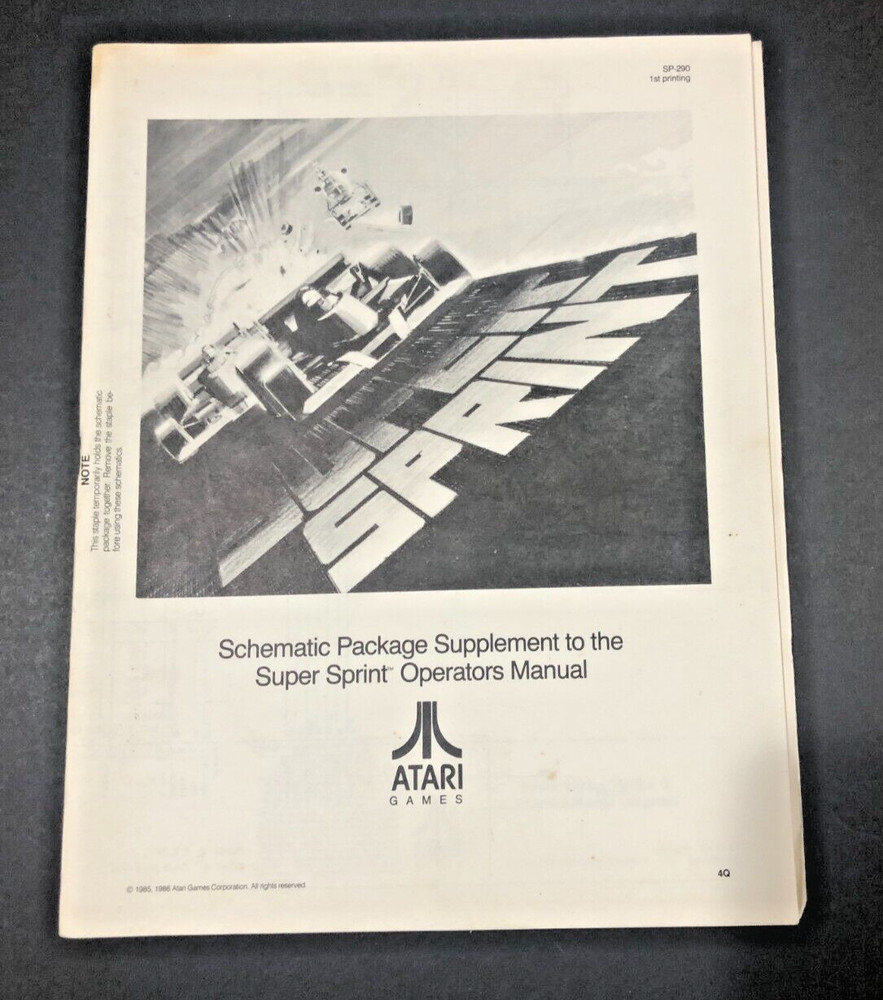 SP-290
1st printing
SPRINT
NOTE
This staple temporarily holds the schematic
package together. Remove the staple be-
fore using these schematics.
Schematic Package Supplement to the
Super Sprint™ Operators Manual
ATARI
GAMES
4Q
© 1985, 1986 Atari Games Corporation. All rights reserved